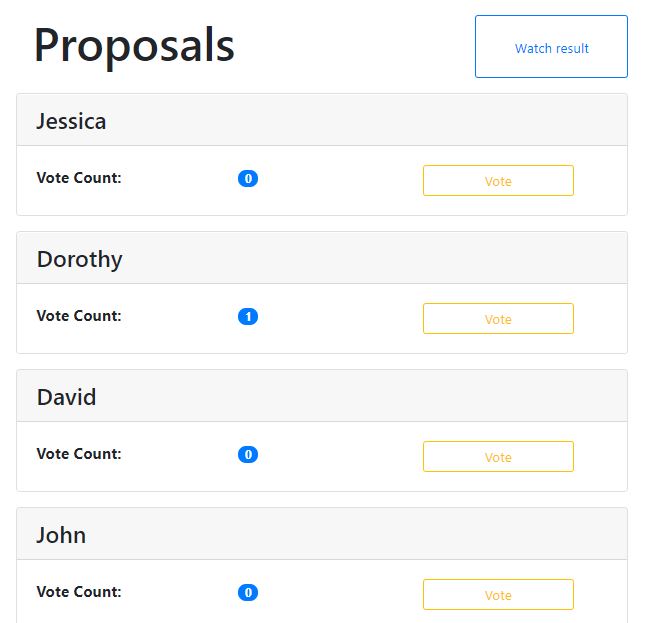 Proposals
Watch result
Jessica
Vote Count: 0 Vote
Dorothy
Vote Count: 1 Vote
David
Vote Count: 0 Vote
John
Vote Count: 0 Vote